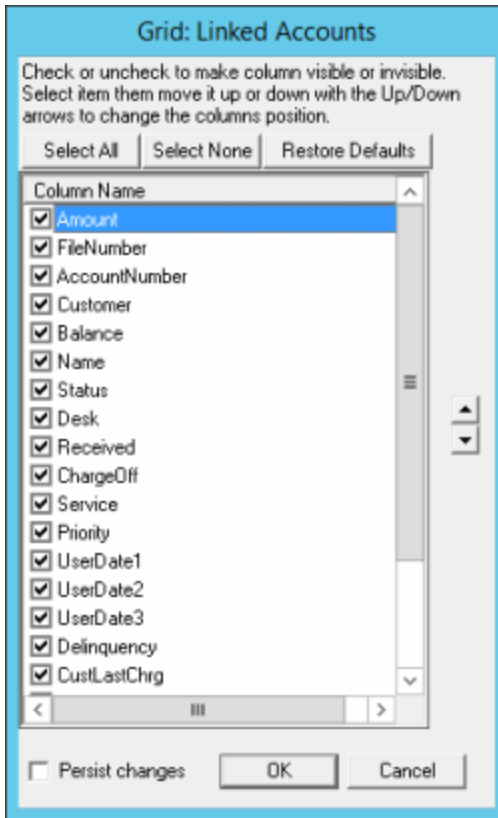 Grid: Linked Accounts
Check or uncheck to make column visible or invisible.
Select item them move it up or down with the Up/Down
arrows to change the columns position.
Select All Select None Restore Defaults
Column Name
Amount
FileNumber
AccountNumber
Customer
Balance
Name
Status
Desk
Received
ChargeOff
Service
Priority
UserDate1
UserDate2
UserDate3
Delinquency
CustLastChrg
Persist changes OK Cancel